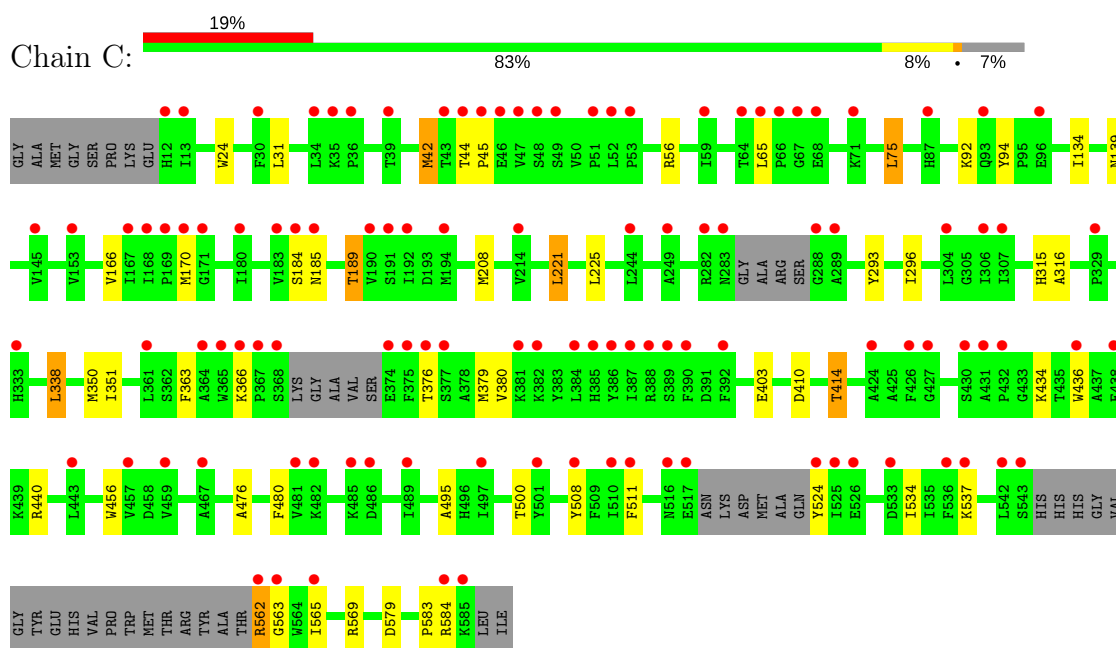 19%
Chain C:
83% 8% • 7%
GLY ALA MET GLY SER PRO LYS GLU H12 I13 W24 F30 L31 L34 K35 P36 T39 M42 T43 T44 P45 E46 V47 S48 S49 V50 P51 L52 P53 R56 I59 T64 L65 P66 G67 E68 K71 L75 H87 K92 Q93 Y94 P95 E96 I134 N139
V145 V153 V166 I167 I168 P169 M170 G171 I180 V183 S184 N185 T189 V190 S191 I192 D193 M194 M208 V214 L221 L225 L244 A249 R282 N283 GLY ALA ARG SER G288 A289 Y293 I296 L304 G305 I306 I307 H315 A316 P329
H333 L338 M350 I351 L361 S362 F363 A364 W365 K366 P367 S368 LYS GLY ALA VAL SER E374 F375 T376 S377 A378 M379 V380 K381 K382 Y383 L384 H385 Y386 I387 R388 S389 F390 D391 F392 E403 D410 T414 A424 A425 F426 G427 S430 A431 P432 G433 K434 T435 W436 A437 E438
K439 R440 L443 W456 V457 D458 V459 A467 A476 F480 V481 K482 K485 D486 I489 A495 H496 I497 T500 Y501 Y508 F509 I510 F511 N516 E517 ASN LYS ASP MET ALA GLN Y524 I525 E526 D533 I534 I535 F536 K537 L542 S543 HIS HIS HIS GLY VAL
GLY TYR GLU HIS VAL PRO TRP MET THR ARG TYR ALA THR R562 G563 W564 I565 R569 D579 P583 R584 K585 LEU ILE